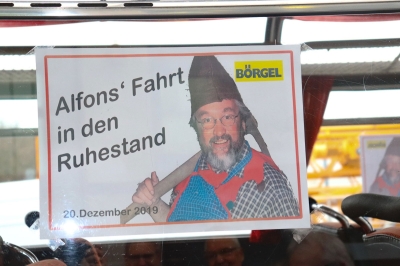 Alfons' Fahrt
in den
Ruhestand
BÖRGEL
20.Dezember 2019